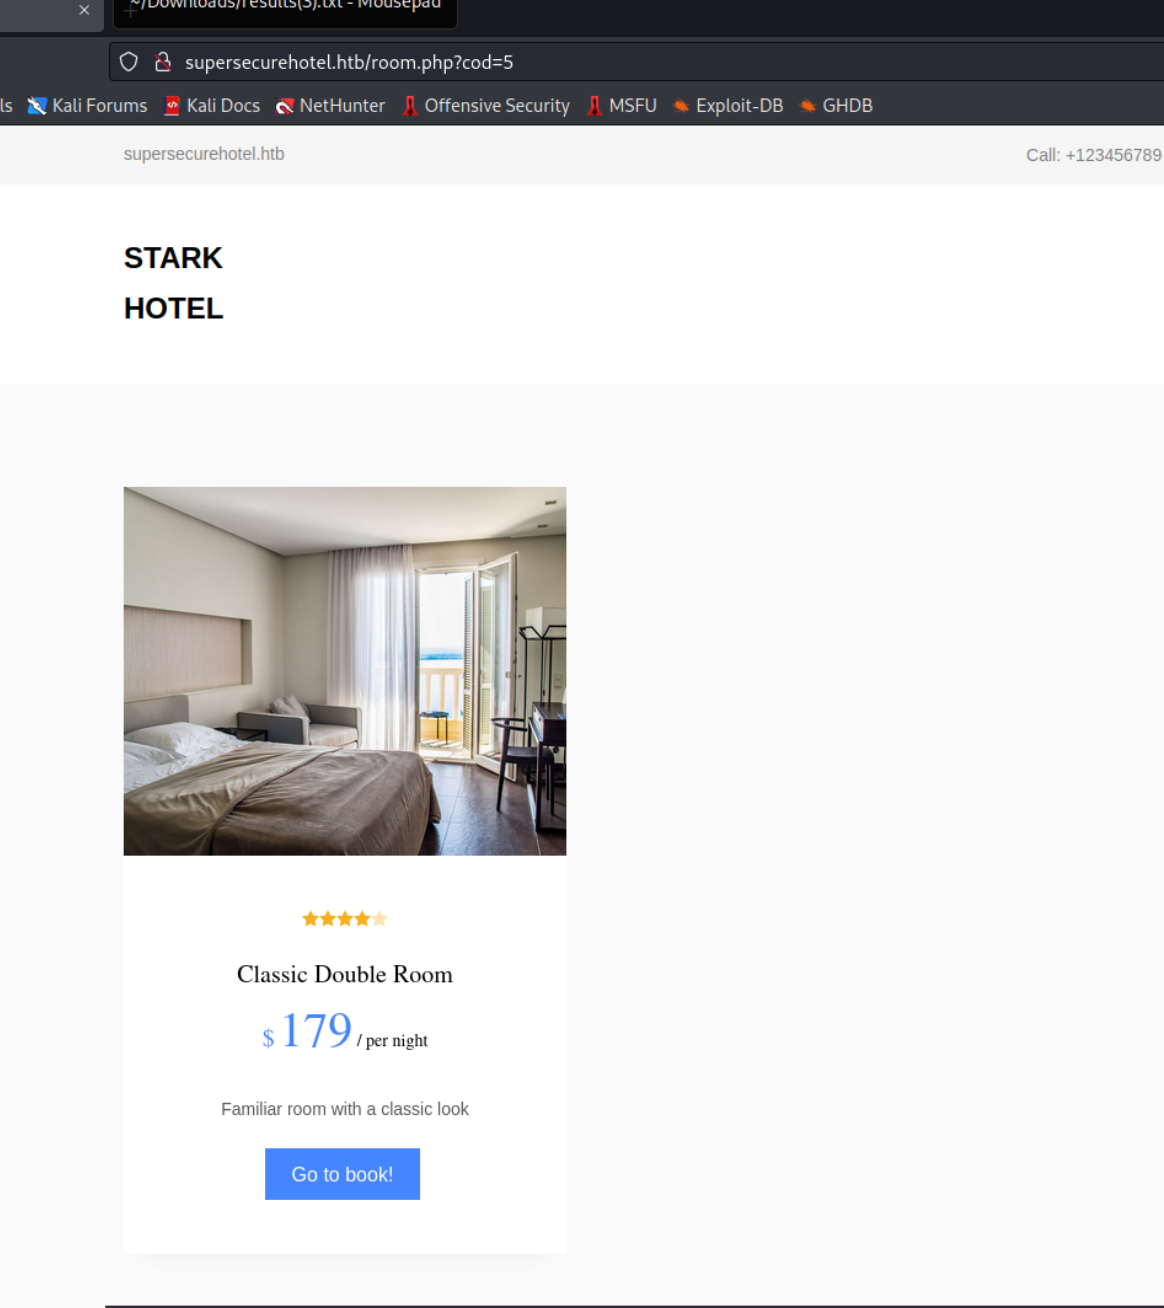 ~/Downloads/results(3).txt - Mousepad
supersecurehotel.htb/room.php?cod=5
ls Kali Forums Kali Docs NetHunter Offensive Security MSFU Exploit-DB GHDB
supersecurehotel.htb Call: +123456789
STARK
HOTEL
Classic Double Room
$ 179 / per night
Familiar room with a classic look
Go to book!